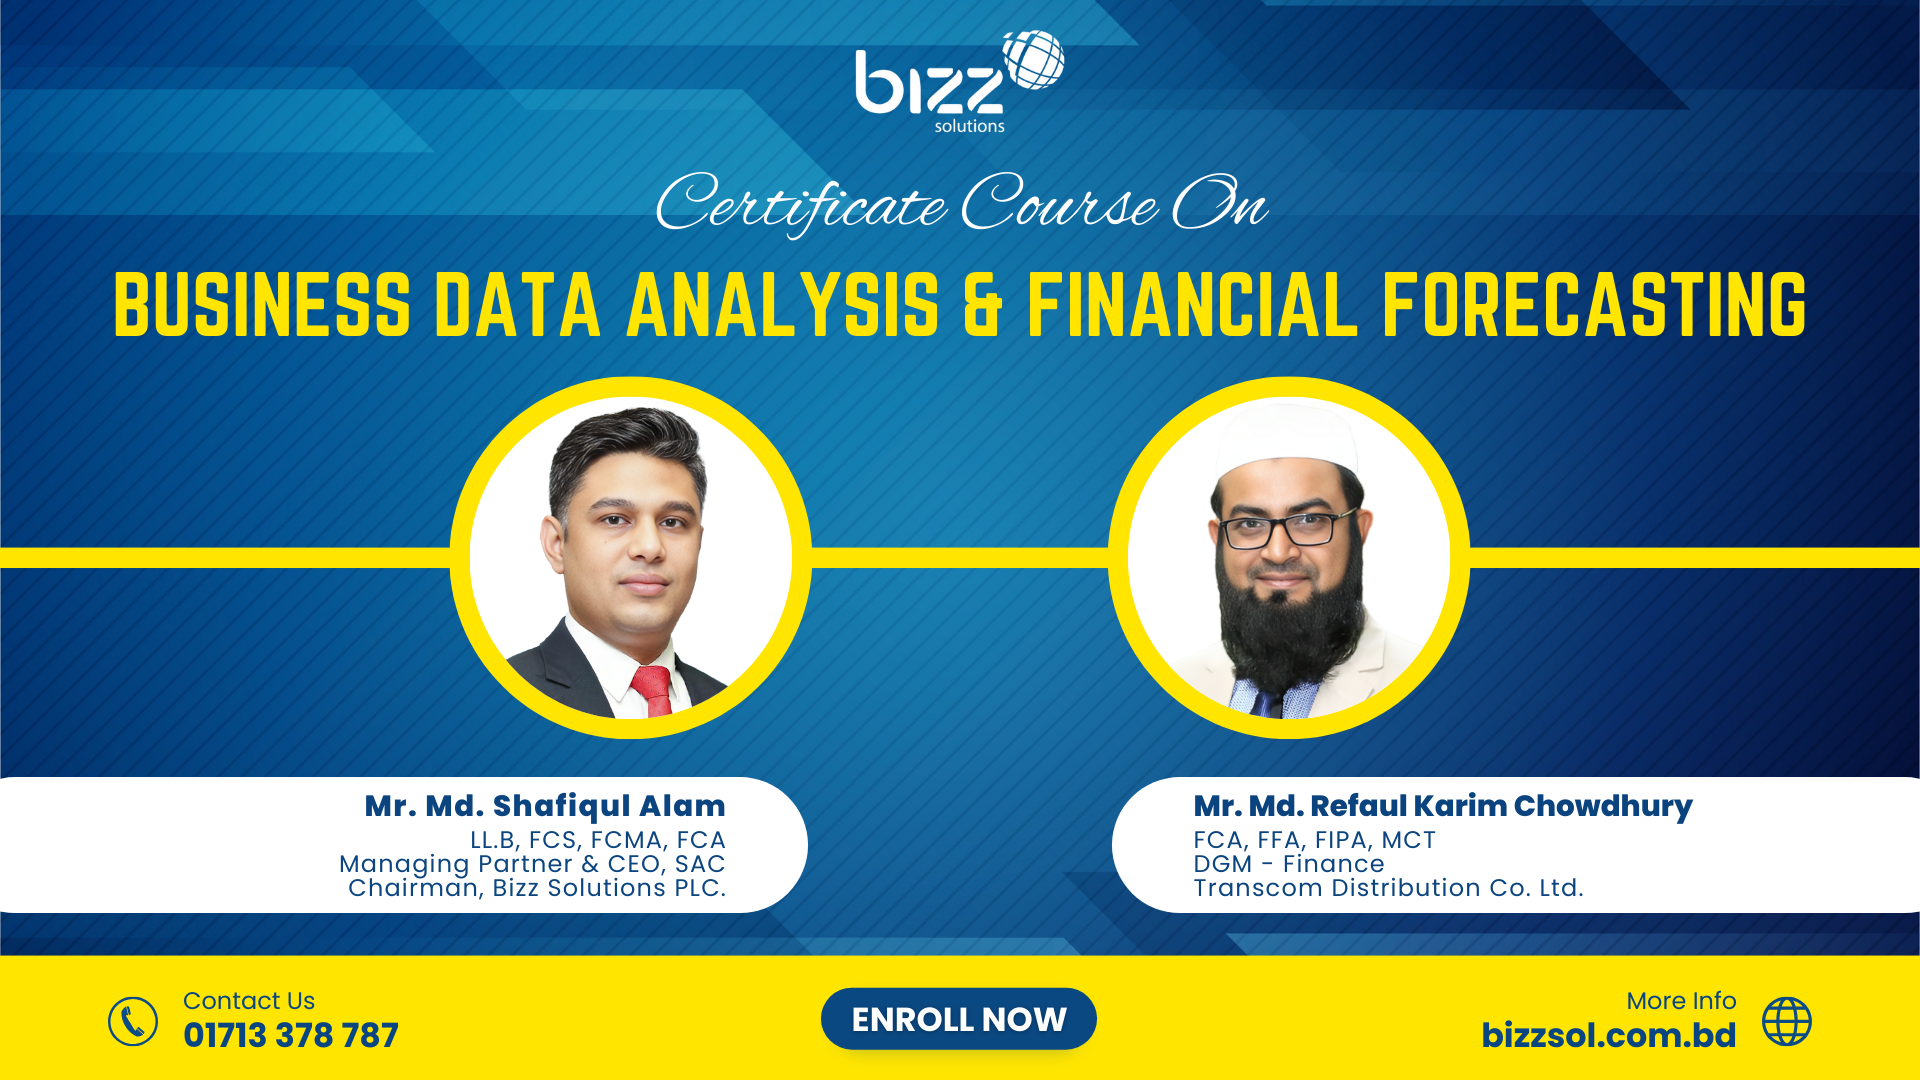 bizz
solutions
Certificate Course On
BUSINESS DATA ANALYSIS & FINANCIAL FORECASTING
Mr. Md. Shafiqul Alam
LL.B, FCS, FCMA, FCA
Managing Partner & CEO, SAC
Chairman, Bizz Solutions PLC.
Mr. Md. Refaul Karim Chowdhury
FCA, FFA, FIPA, MCT
DGM - Finance
Transcom Distribution Co. Ltd.
Contact Us
01713 378 787
ENROLL NOW
More Info
bizzsol.com.bd